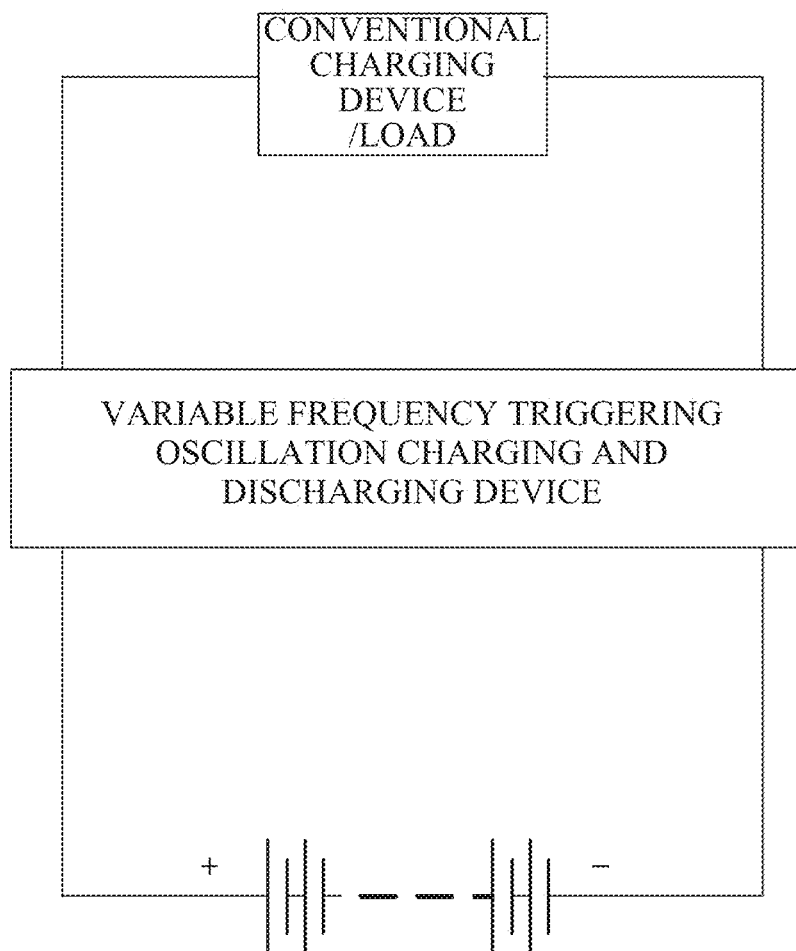 CONVENTIONAL
CHARGING
DEVICE
/LOAD
VARIABLE FREQUENCY TRIGGERING
OSCILLATION CHARGING AND
DISCHARGING DEVICE
+ −